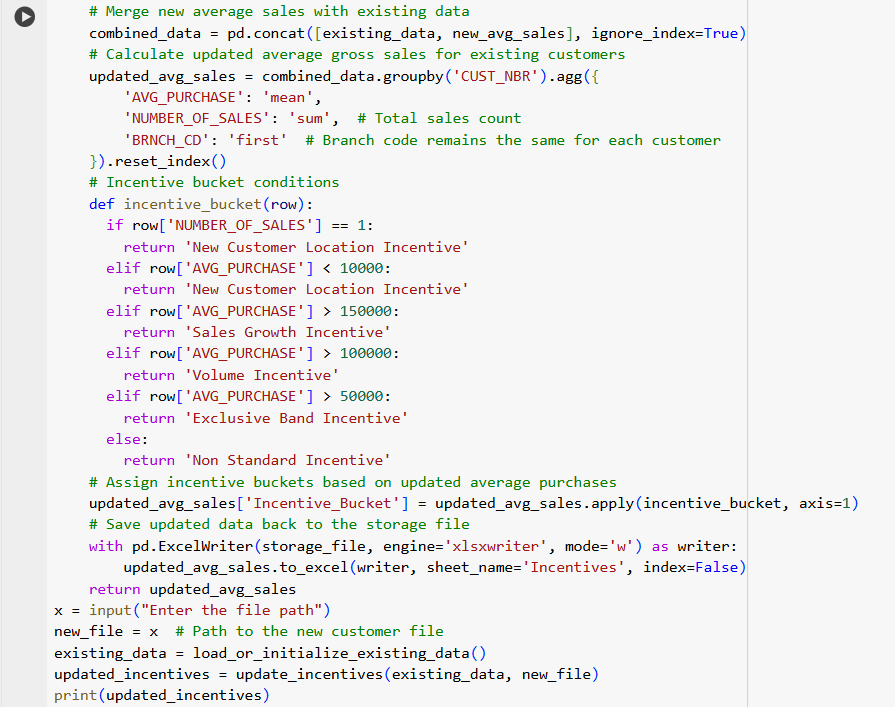 # Merge new average sales with existing data
    combined_data = pd.concat([existing_data, new_avg_sales], ignore_index=True)
    # Calculate updated average gross sales for existing customers
    updated_avg_sales = combined_data.groupby('CUST_NBR').agg({
        'AVG_PURCHASE': 'mean',
        'NUMBER_OF_SALES': 'sum',  # Total sales count
        'BRNCH_CD': 'first'  # Branch code remains the same for each customer
    }).reset_index()
    # Incentive bucket conditions
    def incentive_bucket(row):
      if row['NUMBER_OF_SALES'] == 1:
        return 'New Customer Location Incentive'
      elif row['AVG_PURCHASE'] < 10000:
        return 'New Customer Location Incentive'
      elif row['AVG_PURCHASE'] > 150000:
        return 'Sales Growth Incentive'
      elif row['AVG_PURCHASE'] > 100000:
        return 'Volume Incentive'
      elif row['AVG_PURCHASE'] > 50000:
        return 'Exclusive Band Incentive'
      else:
        return 'Non Standard Incentive'
    # Assign incentive buckets based on updated average purchases
    updated_avg_sales['Incentive_Bucket'] = updated_avg_sales.apply(incentive_bucket, axis=1)
    # Save updated data back to the storage file
    with pd.ExcelWriter(storage_file, engine='xlsxwriter', mode='w') as writer:
        updated_avg_sales.to_excel(writer, sheet_name='Incentives', index=False)
    return updated_avg_sales
x = input("Enter the file path")
new_file = x  # Path to the new customer file
existing_data = load_or_initialize_existing_data()
updated_incentives = update_incentives(existing_data, new_file)
print(updated_incentives)